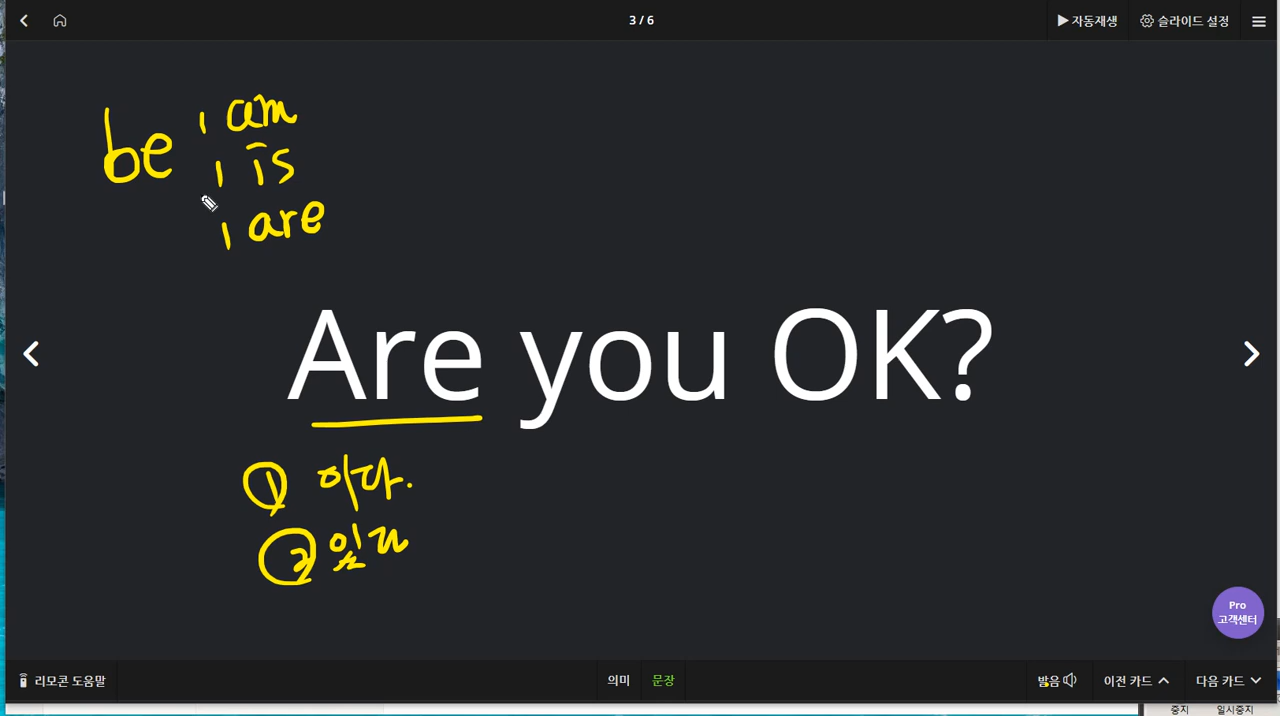 3 / 6
▶자동재생
슬라이드 설정
be
, am
, is
, are
Are you OK?
① 이다.
② 있다
Pro
고객센터
리모콘 도움말
의미
문장
발음
이전 카드
다음 카드
중지
일시중지